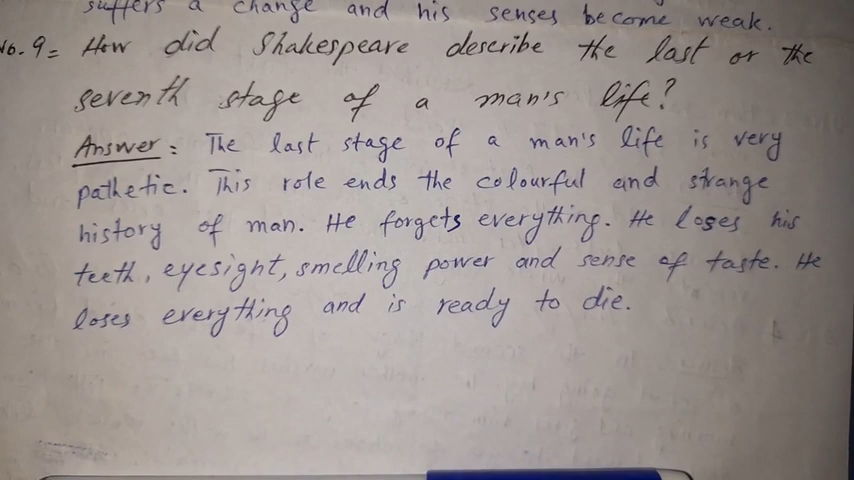 suffers a change and his senses become weak.
No. 9= How did Shakespeare describe the last or the
seventh stage of a man's life?
Answer: The last stage of a man's life is very
pathetic. This role ends the colourful and strange
history of man. He forgets everything. He loses his
teeth, eyesight, smelling power and sense of taste. He
loses everything and is ready to die.